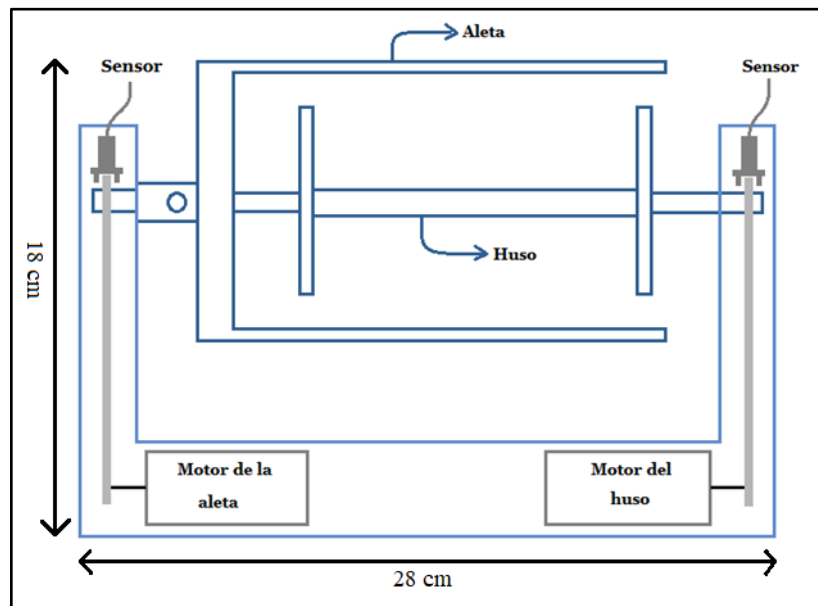 Aleta
Sensor
Sensor
Huso
18 cm
Motor de la
aleta
Motor del
huso
28 cm